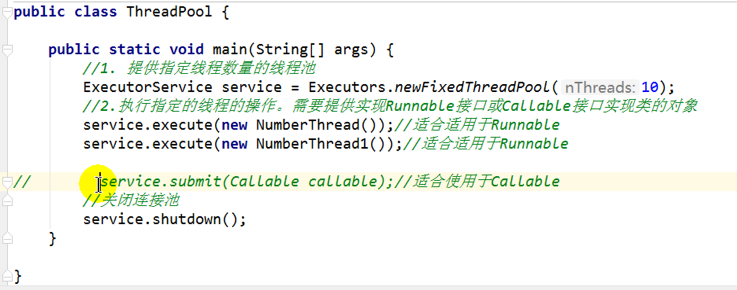 public class ThreadPool {
public static void main(String[] args) {
//1. 提供指定线程数量的线程池
ExecutorService service = Executors.newFixedThreadPool( nThreads: 10);
//2.执行指定的线程的操作。需要提供实现Runnable接口或Callable接口实现类的对象
service.execute(new NumberThread());//适合适用于Runnable
service.execute(new NumberThread1());//适合适用于Runnable
// service.submit(Callable callable);//适合使用于Callable
//关闭连接池
service.shutdown();
}
}